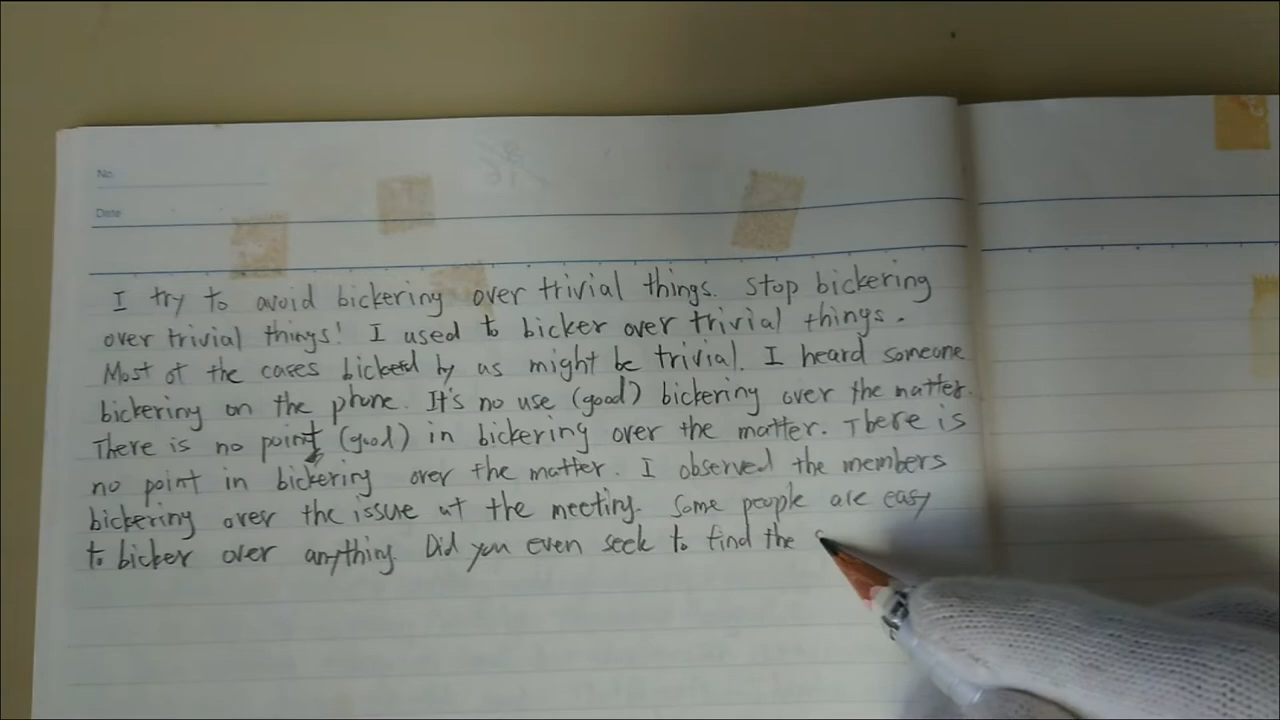 No.
Date
I try to avoid bickering over trivial things. Stop bickering
over trivial things! I used to bicker over trivial things.
Most of the cases bickered by us might be trivial. I heard someone
bickering on the phone. It's no use (good) bickering over the matter.
There is no point (good) in bickering over the matter. There is
no point in bickering over the matter. I observed the members
bickering over the issue at the meeting. Some people are easy
to bicker over anything. Did you even seek to find the